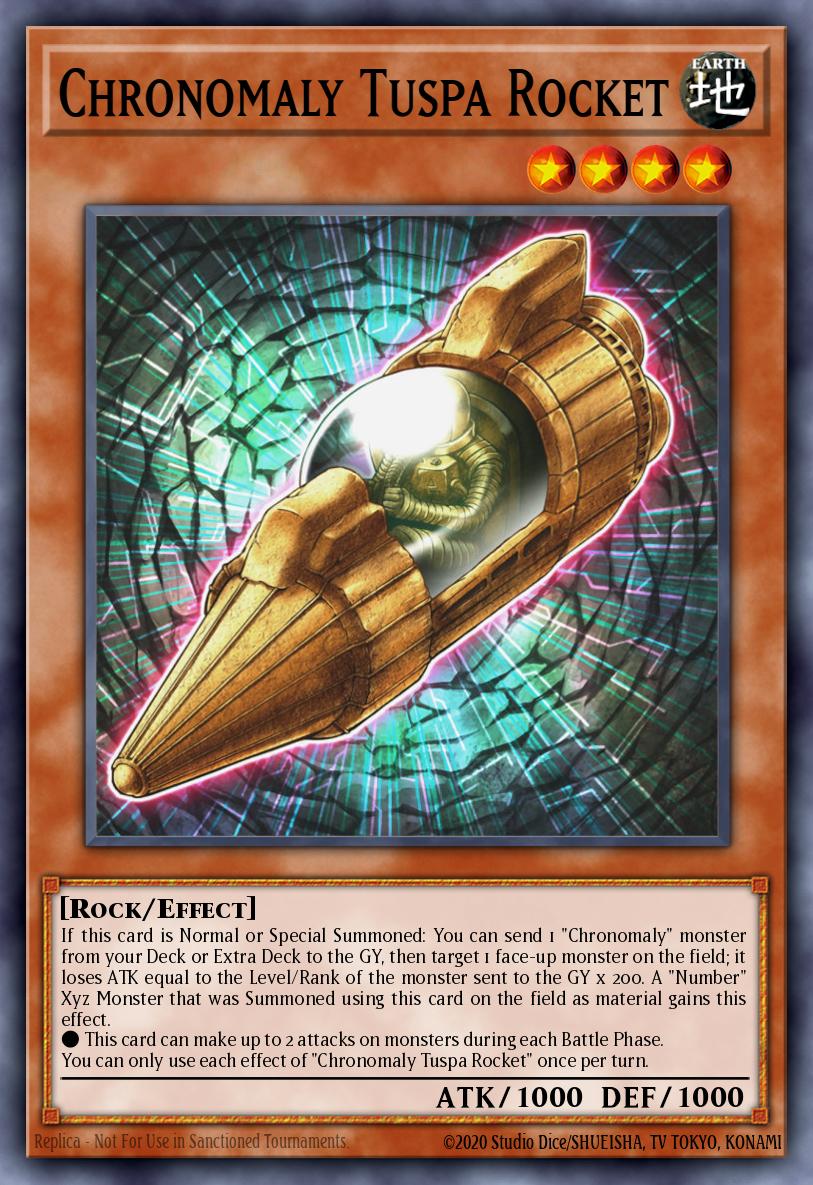 Chronomaly Tuspa Rocket
EARTH
地
[Rock/Effect]
If this card is Normal or Special Summoned: You can send 1 "Chronomaly" monster
from your Deck or Extra Deck to the GY, then target 1 face-up monster on the field; it
loses ATK equal to the Level/Rank of the monster sent to the GY x 200. A "Number"
Xyz Monster that was Summoned using this card on the field as material gains this
effect.
● This card can make up to 2 attacks on monsters during each Battle Phase.
You can only use each effect of "Chronomaly Tuspa Rocket" once per turn.
ATK/1000 DEF/1000
Replica - Not For Use in Sanctioned Tournaments.
©2020 Studio Dice/SHUEISHA, TV TOKYO, KONAMI